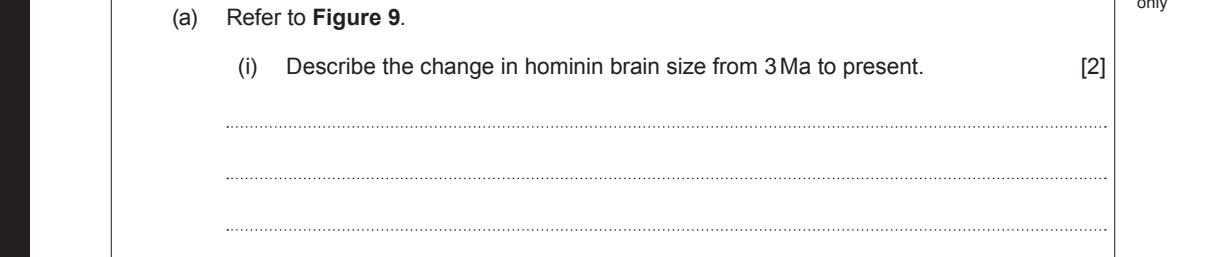 only
(a) Refer to Figure 9.
(i) Describe the change in hominin brain size from 3 Ma to present. [2]